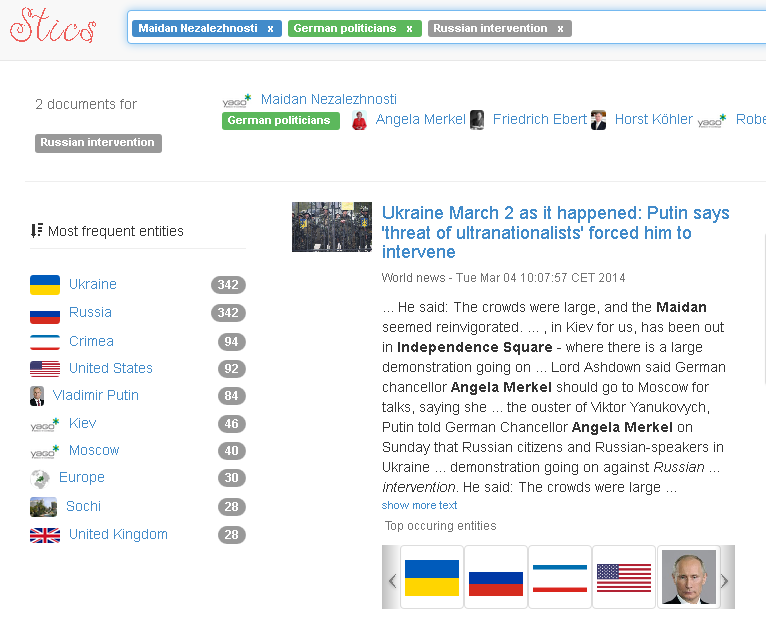 Stics
Maidan Nezalezhnosti x German politicians x Russian intervention x
2 documents for
Russian intervention
yago Maidan Nezalezhnosti
German politicians Angela Merkel Friedrich Ebert Horst Köhler yago Robe
Most frequent entities
Ukraine 342
Russia 342
Crimea 94
United States 92
Vladimir Putin 84
yago Kiev 46
yago Moscow 40
Europe 30
Sochi 28
United Kingdom 28
Ukraine March 2 as it happened: Putin says
'threat of ultranationalists' forced him to
intervene
World news - Tue Mar 04 10:07:57 CET 2014
... He said: The crowds were large, and the Maidan
seemed reinvigorated. ... , in Kiev for us, has been out
in Independence Square - where there is a large
demonstration going on ... Lord Ashdown said German
chancellor Angela Merkel should go to Moscow for
talks, saying she ... the ouster of Viktor Yanukovych,
Putin told German Chancellor Angela Merkel on
Sunday that Russian citizens and Russian-speakers in
Ukraine ... demonstration going on against Russian ...
intervention. He said: The crowds were large ...
show more text
Top occuring entities